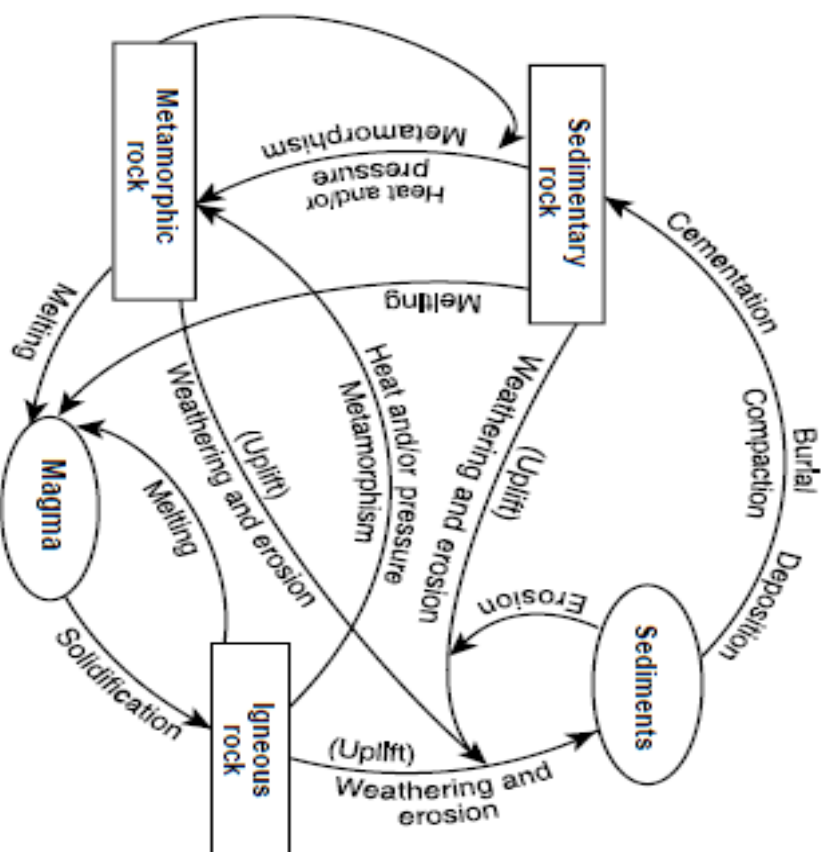 Metamorphic
rock
Sedimentary
rock
Metamorphism
Heat and/or
pressure
Melting
Cementation
Compaction
Burial
Deposition
Melting
(Uplift)
Weathering and erosion
Heat and/or pressure
Metamorphism
(Uplift)
Weathering and erosion
Erosion
Sediments
Magma
Melting
Solidification
Igneous
rock
(Uplift)
Weathering and
erosion